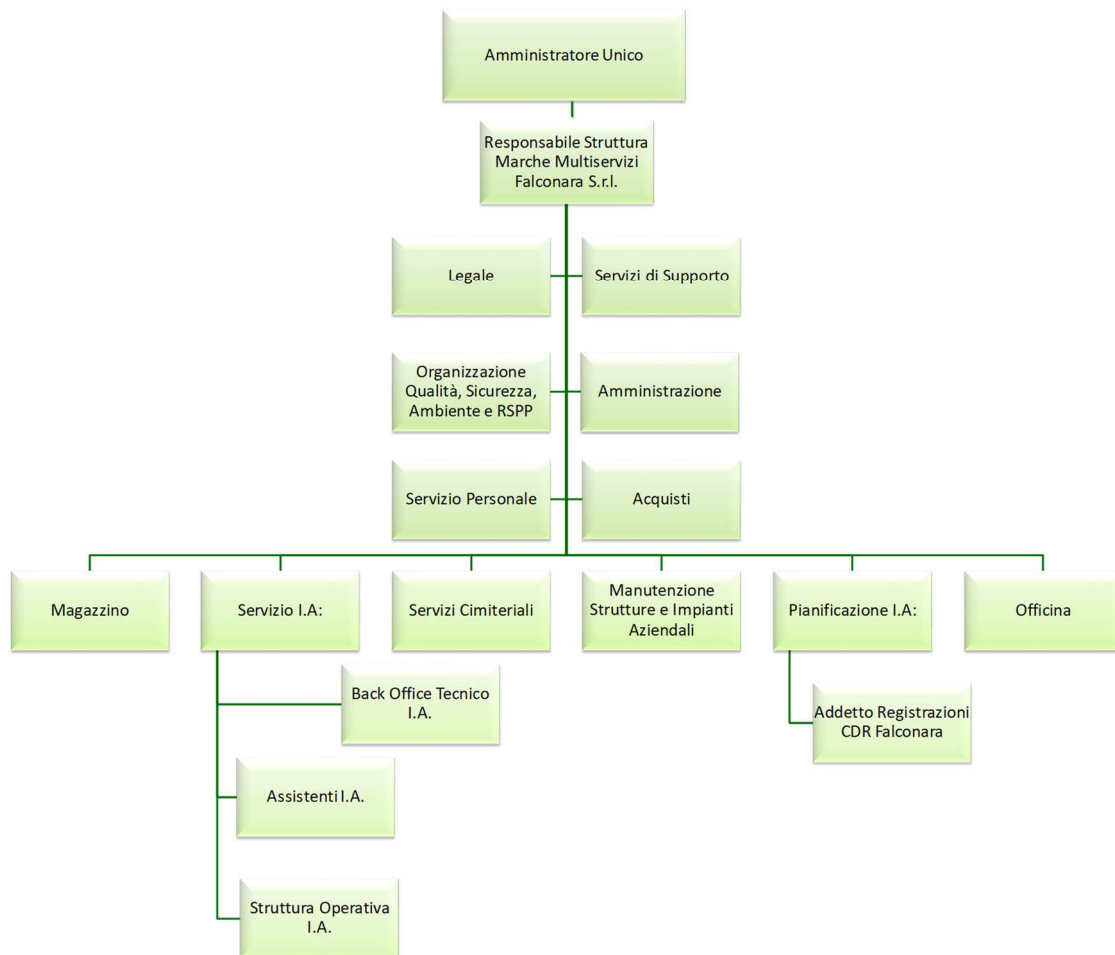 Amministratore Unico
Responsabile Struttura
Marche Multiservizi
Falconara S.r.l.
Legale
Servizi di Supporto
Organizzazione
Qualità, Sicurezza,
Ambiente e RSPP
Amministrazione
Servizio Personale
Acquisti
Magazzino
Servizio I.A:
Servizi Cimiteriali
Manutenzione
Strutture e Impianti
Aziendali
Pianificazione I.A:
Officina
Back Office Tecnico
I.A.
Addetto Registrazioni
CDR Falconara
Assistenti I.A.
Struttura Operativa
I.A.